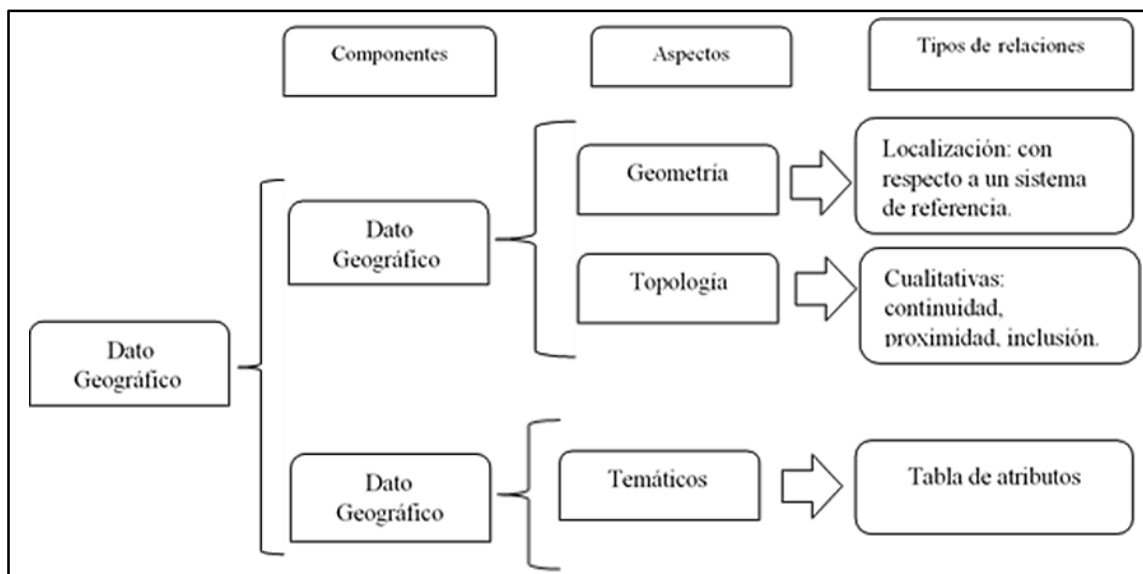 Componentes
Aspectos
Tipos de relaciones
Geometría
Localización: con
respecto a un sistema
de referencia.
Dato
Geográfico
Topología
Cualitativas:
continuidad,
proximidad, inclusión.
Dato
Geográfico
Dato
Geográfico
Temáticos
Tabla de atributos